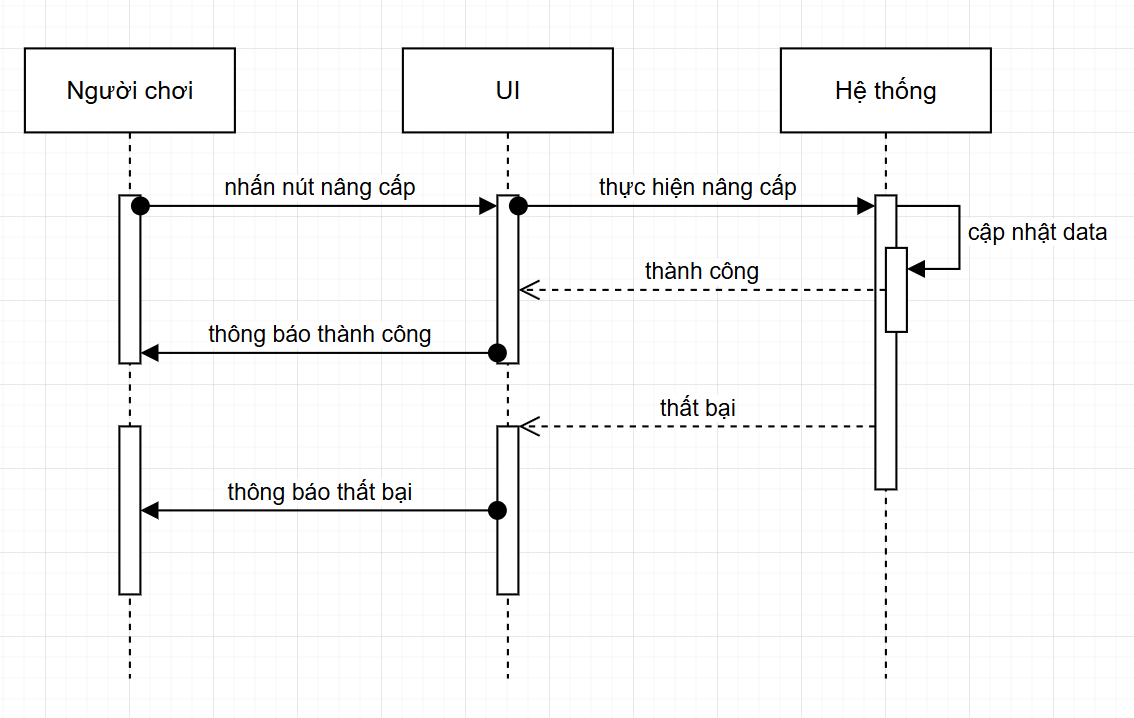 Người chơi
UI
Hệ thống
nhấn nút nâng cấp
thực hiện nâng cấp
cập nhật data
thành công
thông báo thành công
thất bại
thông báo thất bại